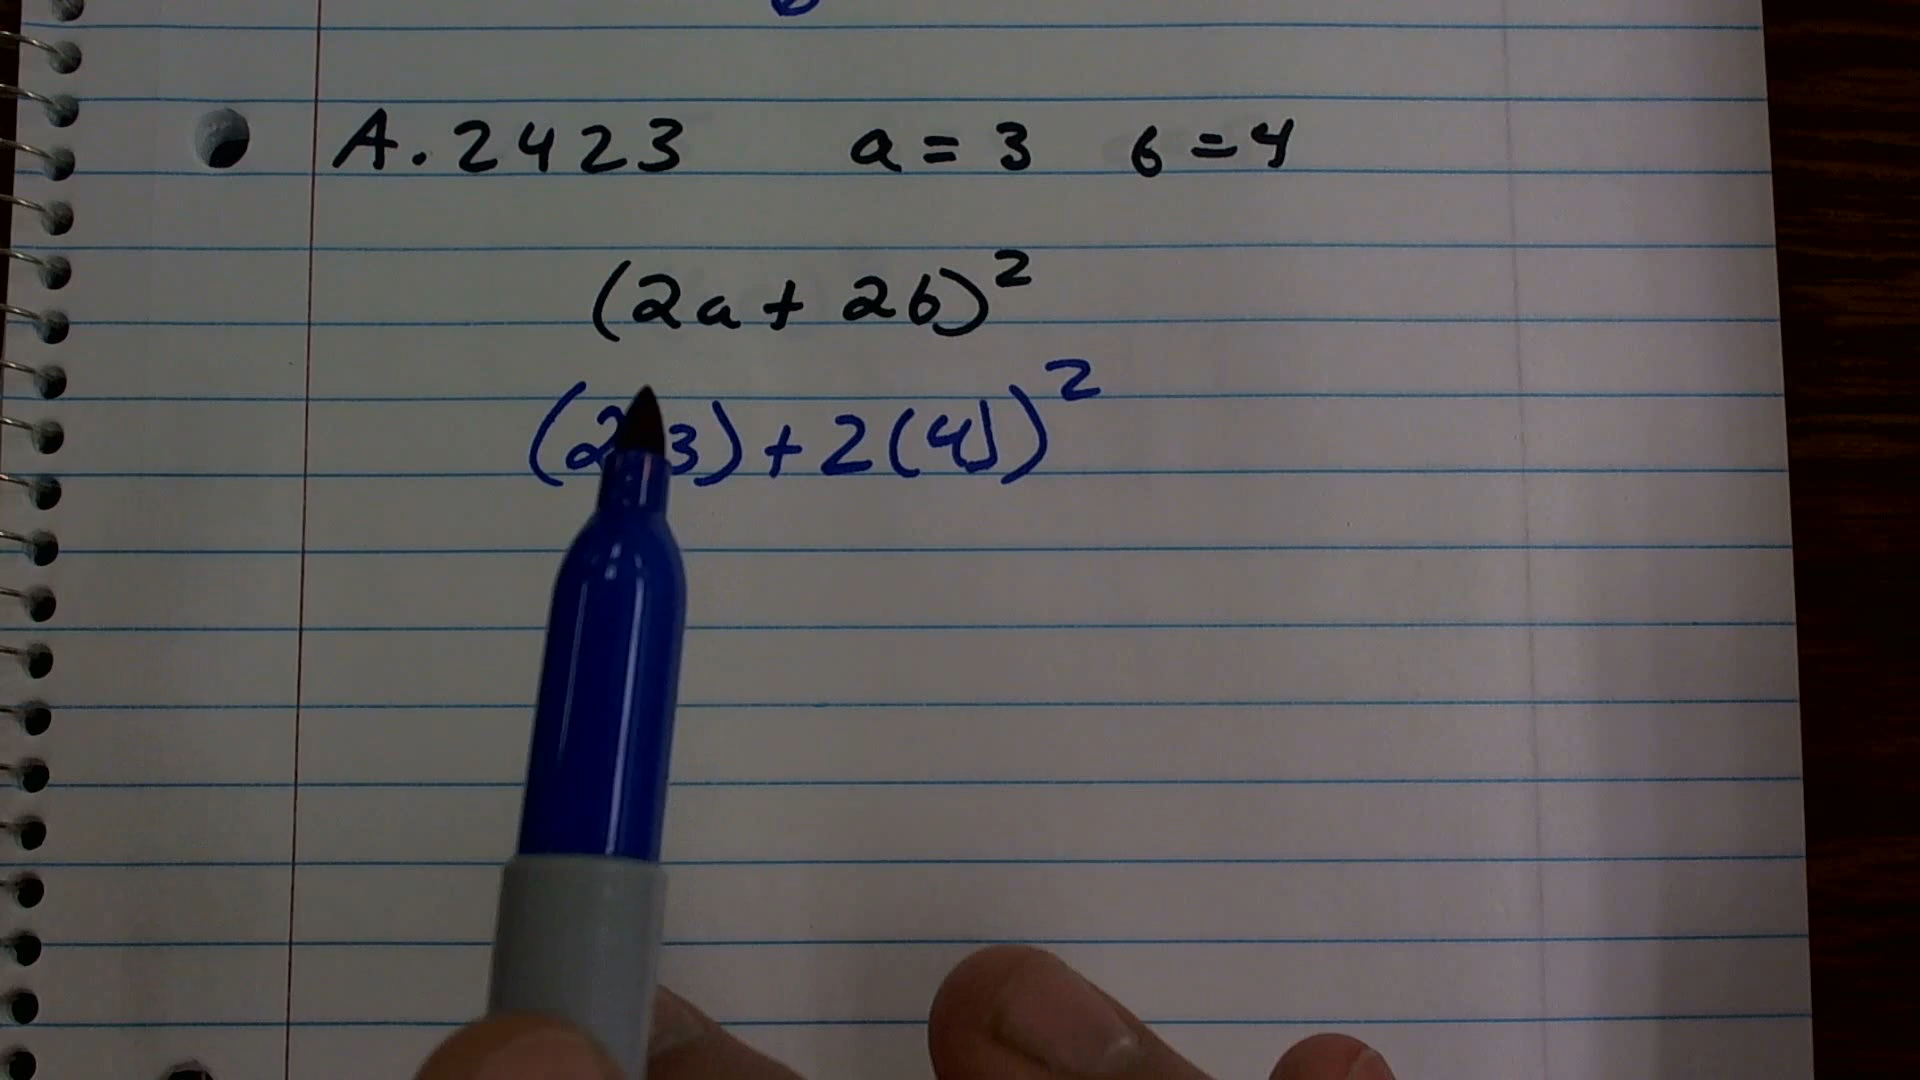 A.2423 a = 3 b = 4
(2a + 2b)²
(2(3) + 2(4))²